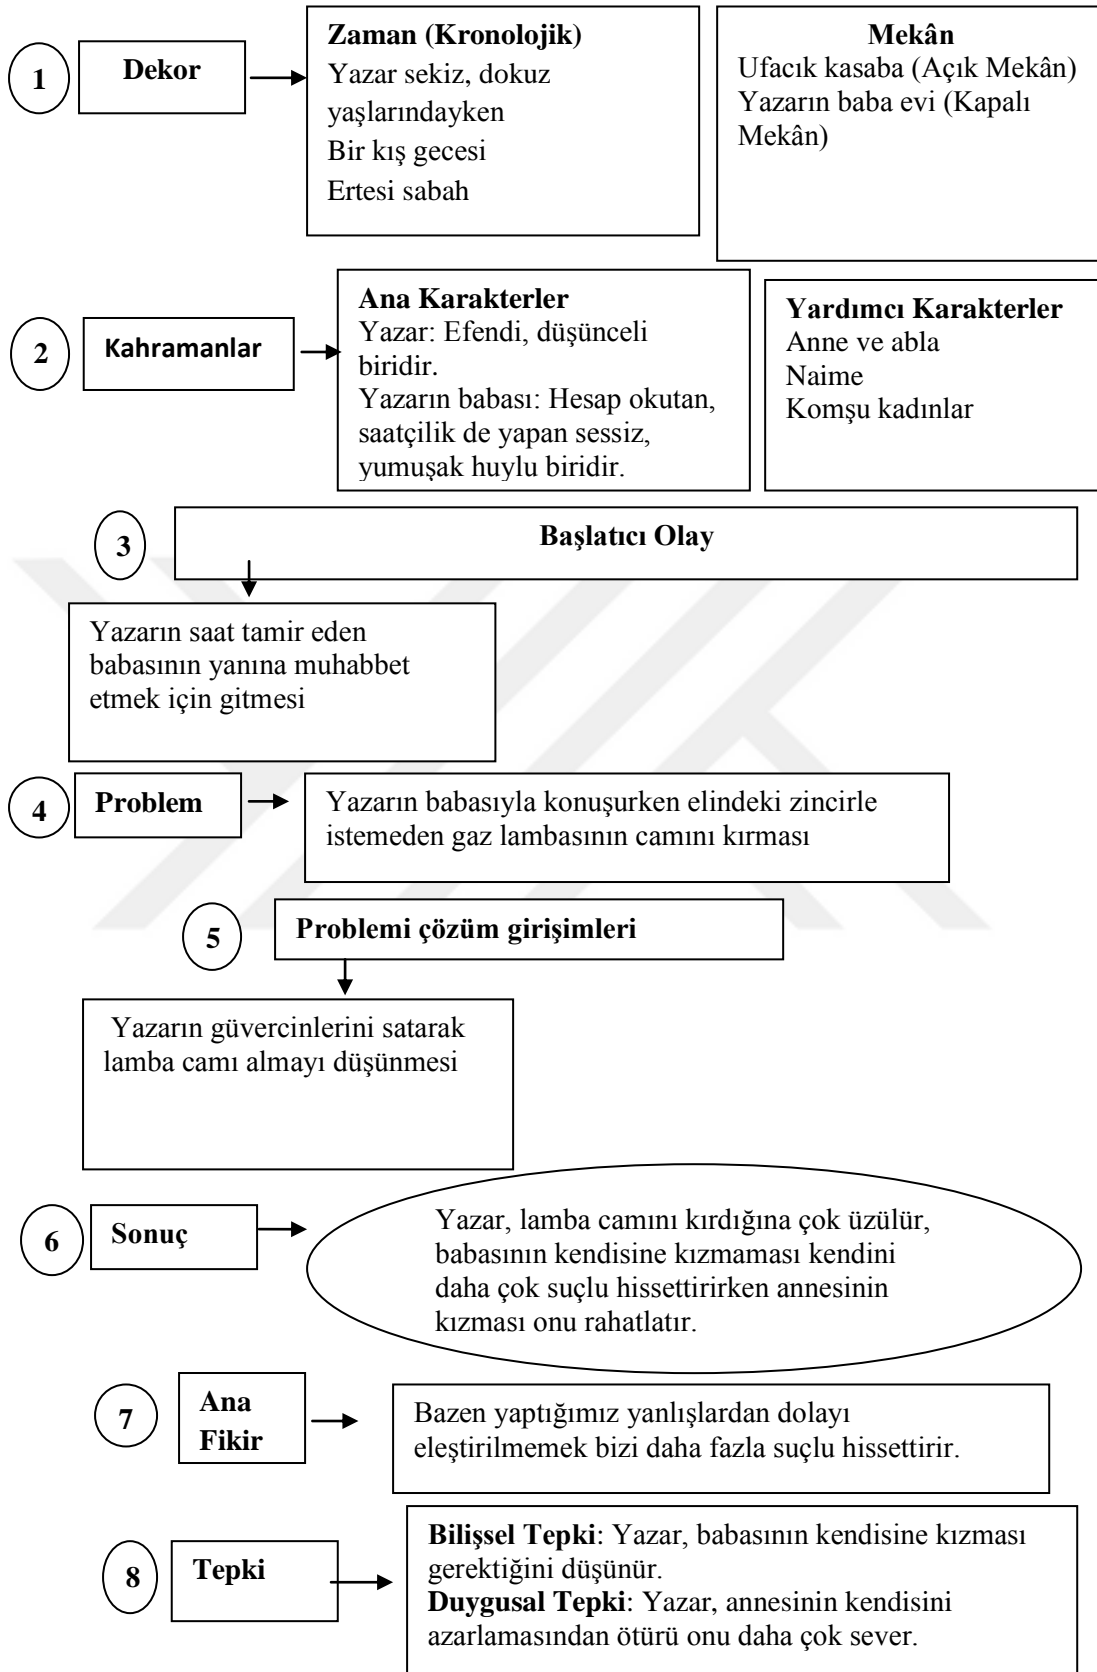 1
Dekor
Zaman (Kronolojik)
Yazar sekiz, dokuz
yaşlarındayken
Bir kış gecesi
Ertesi sabah
Mekân
Ufacık kasaba (Açık Mekân)
Yazarın baba evi (Kapalı
Mekân)
2
Kahramanlar
Ana Karakterler
Yazar: Efendi, düşünceli
biridir.
Yazarın babası: Hesap okutan,
saatçilik de yapan sessiz,
yumuşak huylu biridir.
Yardımcı Karakterler
Anne ve abla
Naime
Komşu kadınlar
3
Başlatıcı Olay
Yazarın saat tamir eden
babasının yanına muhabbet
etmek için gitmesi
4
Problem
Yazarın babasıyla konuşurken elindeki zincirle
istemeden gaz lambasının camını kırması
5
Problemi çözüm girişimleri
Yazarın güvercinlerini satarak
lamba camı almayı düşünmesi
6
Sonuç
Yazar, lamba camını kırdığına çok üzülür,
babasının kendisine kızmaması kendini
daha çok suçlu hissettirirken annesinin
kızması onu rahatlatır.
7
Ana
Fikir
Bazen yaptığımız yanlışlardan dolayı
eleştirilmemek bizi daha fazla suçlu hissettirir.
8
Tepki
Bilişsel Tepki: Yazar, babasının kendisine kızması
gerektiğini düşünür.
Duygusal Tepki: Yazar, annesinin kendisini
azarlamasından ötürü onu daha çok sever.